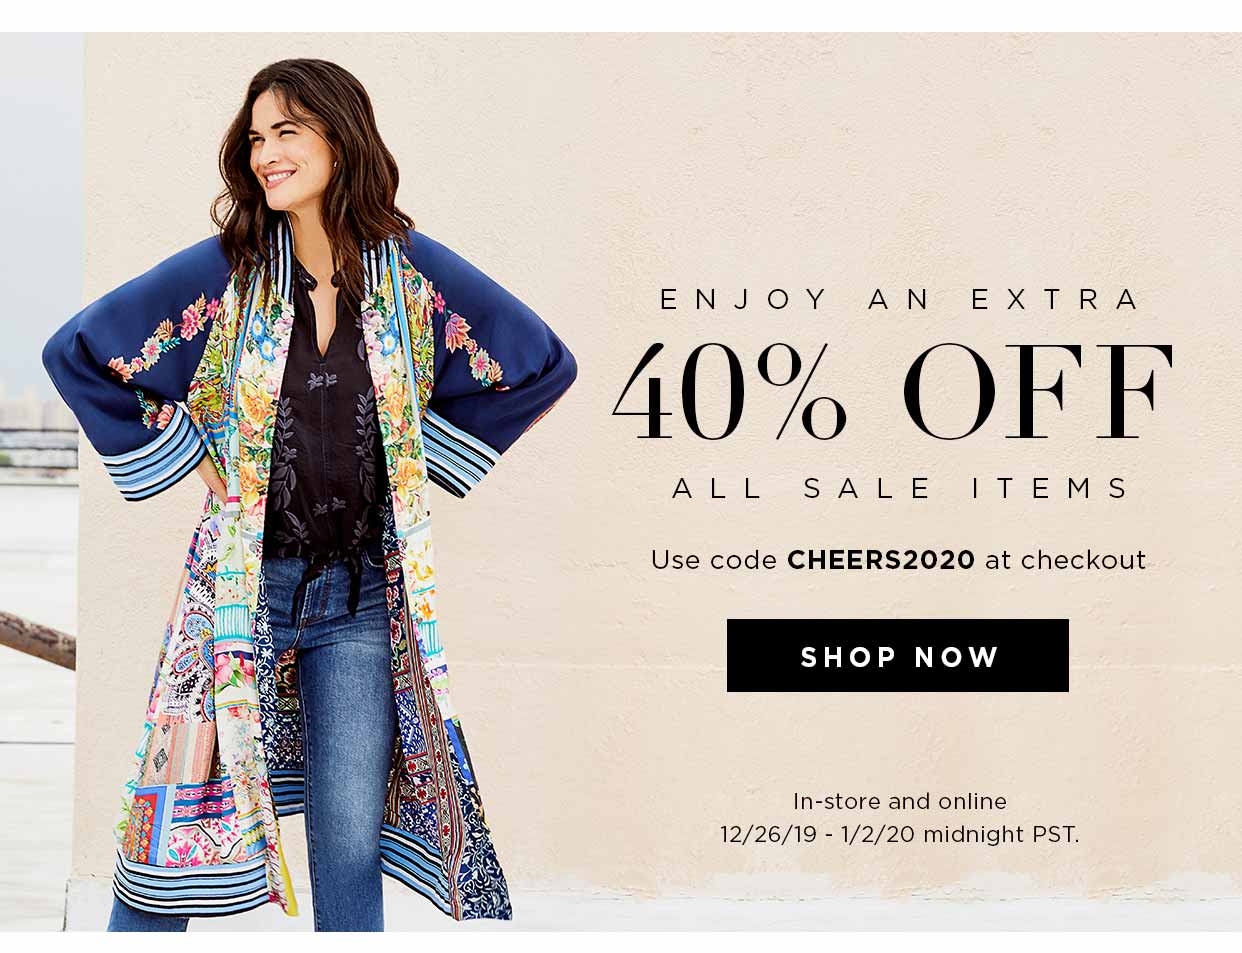 ENJOY AN EXTRA
40% OFF
ALL SALE ITEMS
Use code CHEERS2020 at checkout
SHOP NOW
In-store and online
12/26/19 - 1/2/20 midnight PST.